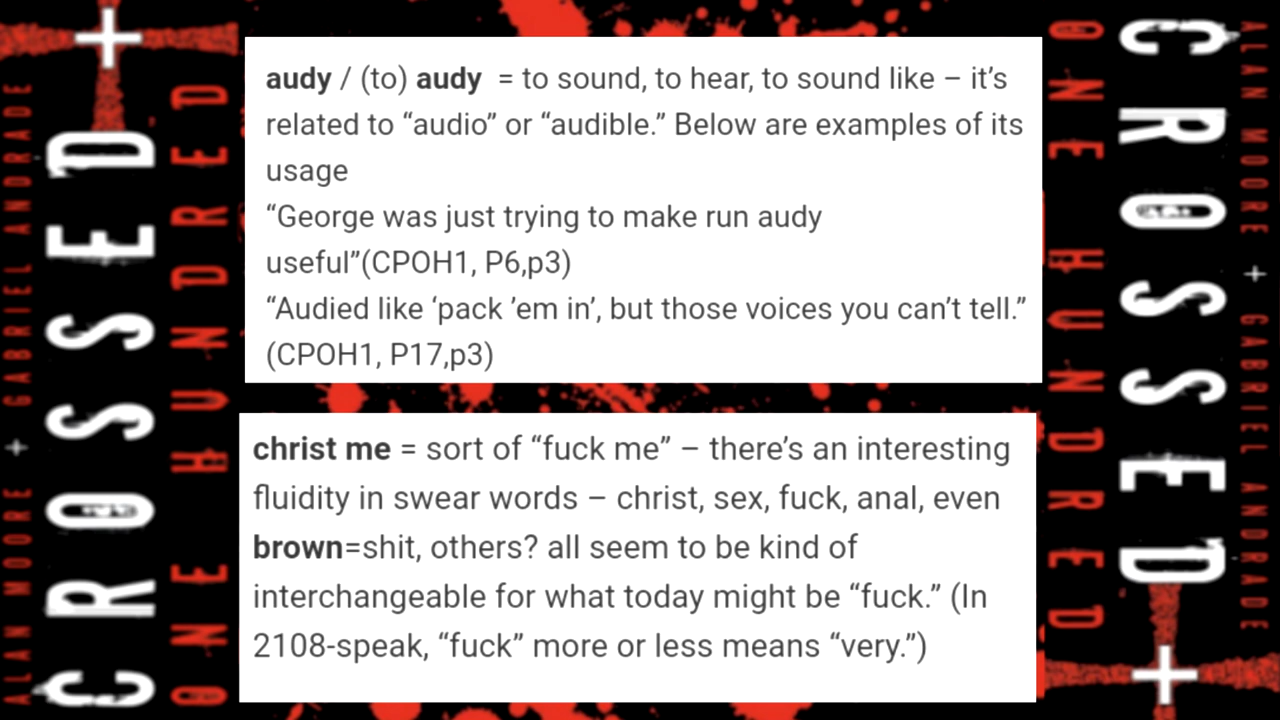 ALAN MOORE + GABRIEL ANDRADE
CROSSED +
ONE HUNDRED
audy / (to) audy = to sound, to hear, to sound like – it’s
related to “audio” or “audible.” Below are examples of its
usage
“George was just trying to make run audy
useful”(CPOH1, P6,p3)
“Audied like ‘pack ’em in’, but those voices you can’t tell.”
(CPOH1, P17,p3)
christ me = sort of “fuck me” – there’s an interesting
fluidity in swear words – christ, sex, fuck, anal, even
brown=shit, others? all seem to be kind of
interchangeable for what today might be “fuck.” (In
2108-speak, “fuck” more or less means “very.”)
ONE HUNDRED
CROSSED +
ALAN MOORE + GABRIEL ANDRADE